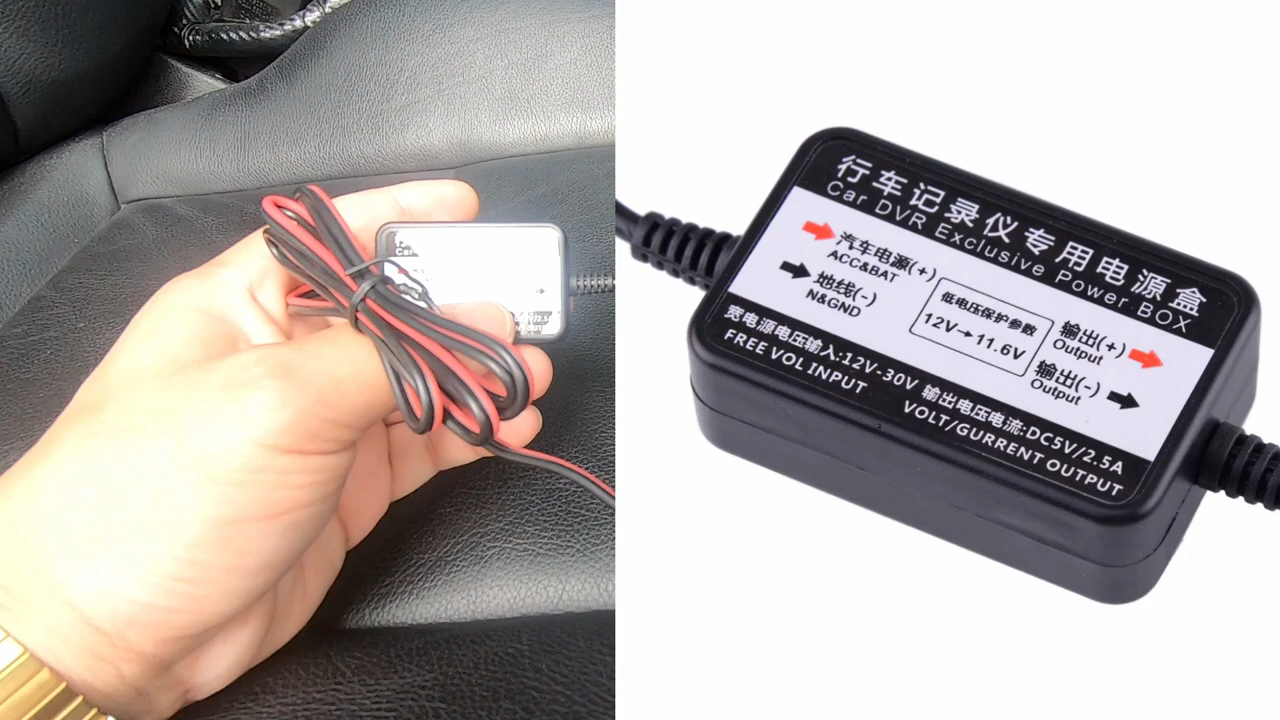 行车记录仪专用电源盒
Car DVR Exclusive Power BOX
汽车电源(+)
ACC&BAT
地线(-)
N&GND
低电压保护参数
12V→11.6V
输出(+)
Output
输出(-)
Output
宽电源电压输入:12V-30V
FREE VOL INPUT
输出电压电流:DC5V/2.5A
VOLT/GURRENT OUTPUT